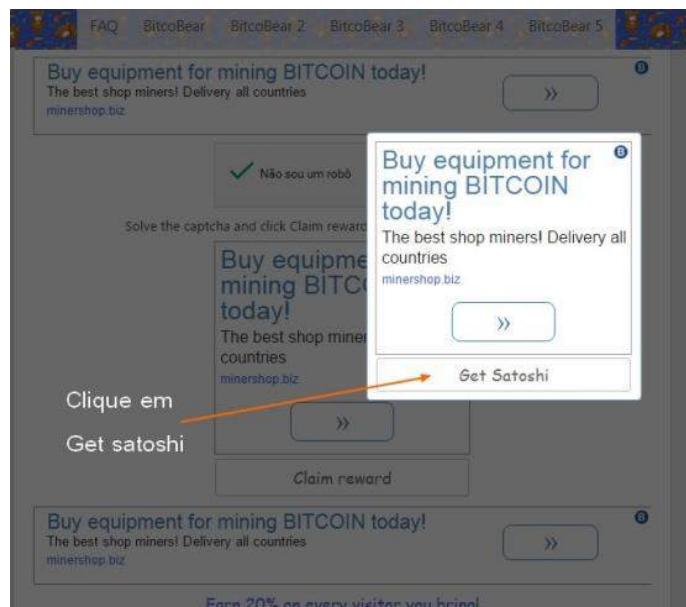 FAQ BitcoBear BitcoBear 2 BitcoBear 3 BitcoBear 4 BitcoBear 5
Buy equipment for mining BITCOIN today!
The best shop miners! Delivery all countries
minershop.biz
»
B
Não sou um robô
Solve the captcha and click Claim reward
Buy equipme
mining BITC
today!
The best shop miner
countries
minershop.biz
»
Claim reward
Buy equipment for
mining BITCOIN
today!
B
The best shop miners! Delivery all
countries
minershop.biz
»
Get Satoshi
Clique em
Get satoshi
Buy equipment for mining BITCOIN today!
The best shop miners! Delivery all countries
minershop.biz
»
B
Earn 20% on every visitor you bring!